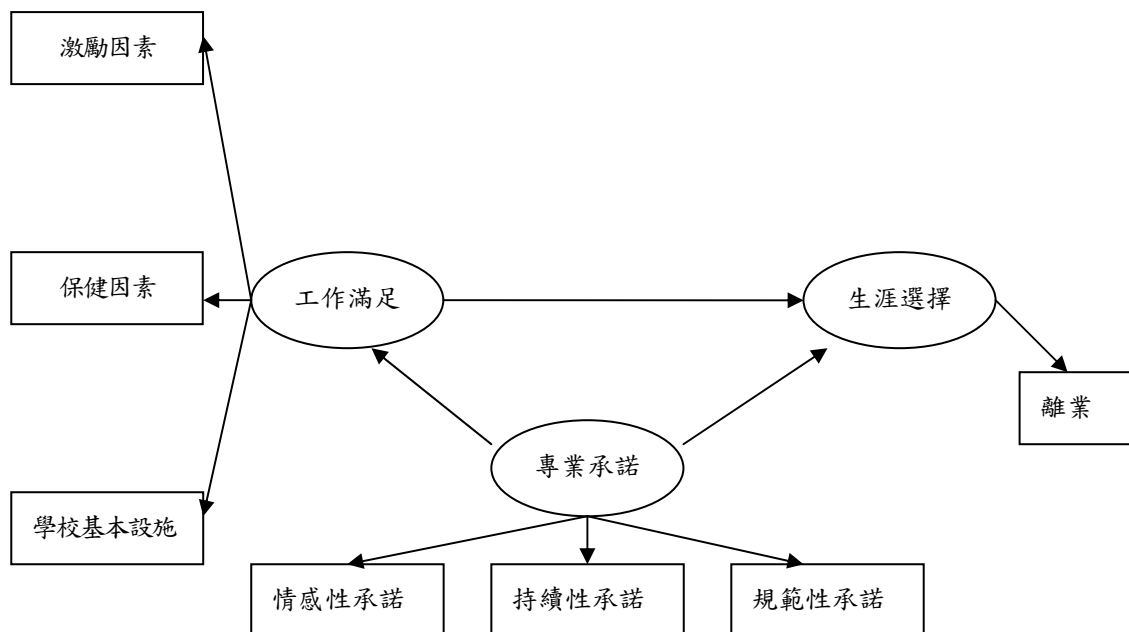 激勵因素
保健因素
工作滿足
生涯選擇
離業
專業承諾
學校基本設施
情感性承諾
持續性承諾
規範性承諾